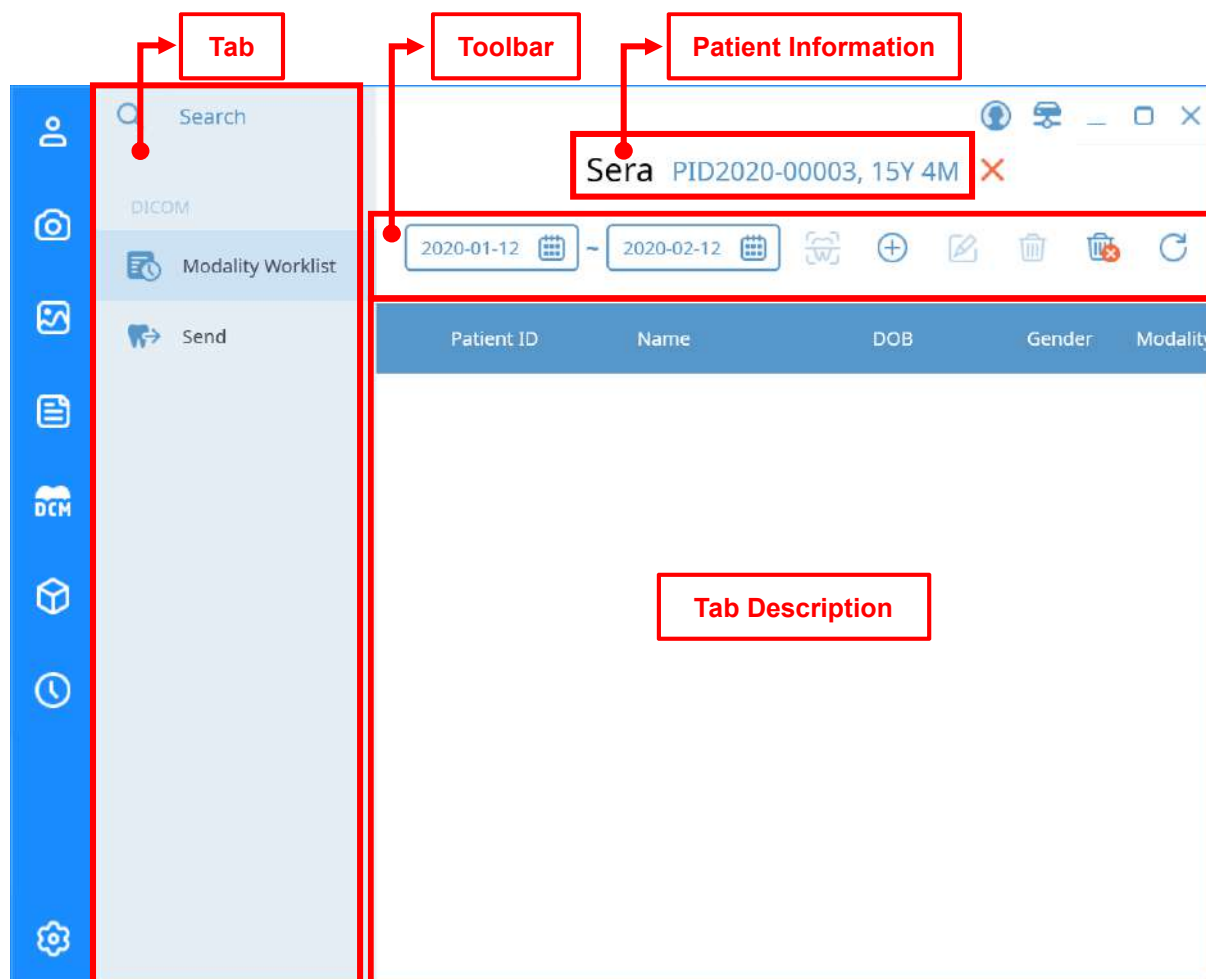 Tab
Toolbar
Patient Information
Search
Sera PID2020-00003, 15Y 4M
DICOM
2020-01-12 ~ 2020-02-12
Modality Worklist
Send
Patient ID Name DOB Gender Modality
DCM
Tab Description